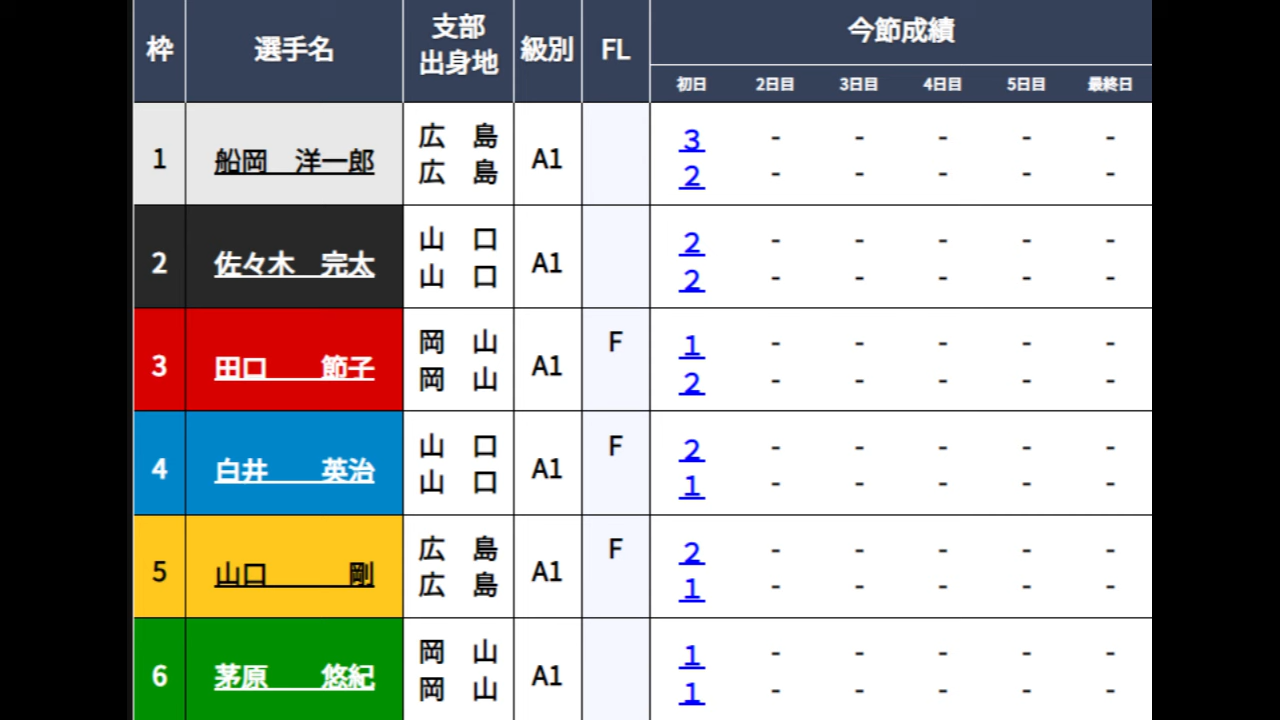 枠 選手名 支部 出身地 級別 FL 今節成績
初日 2日目 3日目 4日目 5日目 最終日
1 船岡 洋一郎 広島 A1 3 - - - - -
広島 2 - - - - -
2 佐々木 完太 山口 A1 2 - - - - -
山口 2 - - - - -
3 田口 節子 岡山 A1 F 1 - - - - -
岡山 2 - - - - -
4 白井 英治 山口 A1 F 2 - - - - -
山口 1 - - - - -
5 山口 剛 広島 A1 F 2 - - - - -
広島 1 - - - - -
6 茅原 悠紀 岡山 A1 1 - - - - -
岡山 1 - - - - -